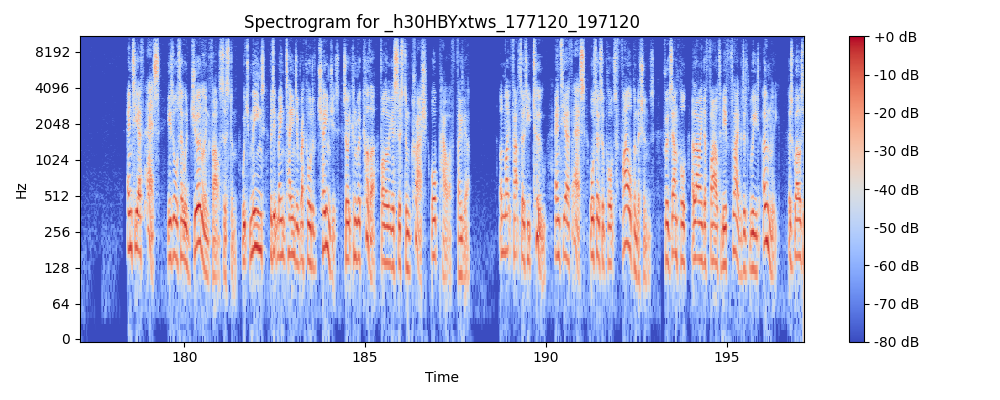 Spectrogram for _h30HBYxtws_177120_197120
8192
4096
2048
1024
512
256
128
64
0
Hz
180
185
190
195
Time
+0 dB
-10 dB
-20 dB
-30 dB
-40 dB
-50 dB
-60 dB
-70 dB
-80 dB